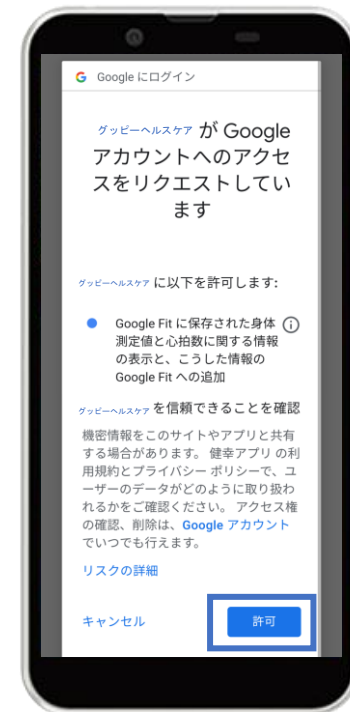 Google にログイン
グッピーヘルスケア が Google
アカウントへのアクセ
スをリクエストしてい
ます
グッピーヘルスケア に以下を許可します:
Google Fit に保存された身体
測定値と心拍数に関する情報
の表示と、こうした情報の
Google Fit への追加
グッピーヘルスケア を信頼できることを確認
機密情報をこのサイトやアプリと共有
する場合があります。 健幸アプリ の利
用規約とプライバシー ポリシーで、ユ
ーザーのデータがどのように取り扱わ
れるかをご確認ください。 アクセス権
の確認、削除は、Google アカウント
でいつでも行えます。
リスクの詳細
キャンセル 許可